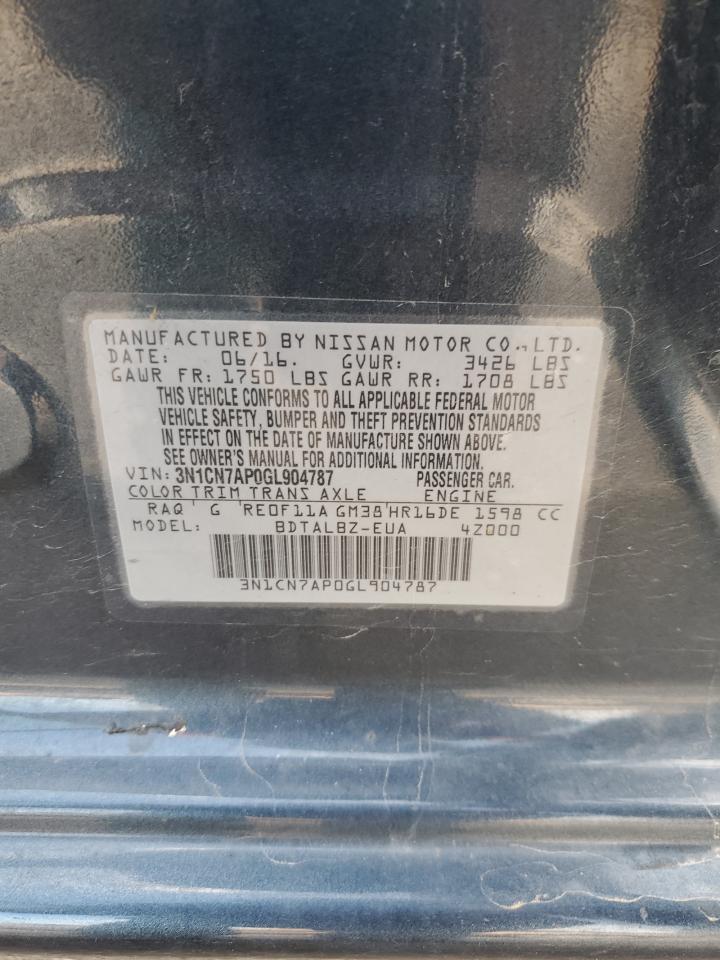 MANUFACTURED BY NISSAN MOTOR CO., LTD.
DATE: 06/16. GVWR: 3426 LBS
GAWR FR: 1750 LBS GAWR RR: 1708 LBS
THIS VEHICLE CONFORMS TO ALL APPLICABLE FEDERAL MOTOR
VEHICLE SAFETY, BUMPER AND THEFT PREVENTION STANDARDS
IN EFFECT ON THE DATE OF MANUFACTURE SHOWN ABOVE.
SEE OWNER'S MANUAL FOR ADDITIONAL INFORMATION.
VIN: 3N1CN7AP0GL904787 PASSENGER CAR.
COLOR TRIM TRANS AXLE ENGINE
RAQ ' G ' RE0F11A GM38 ' HR16DE 1598 CC
MODEL: BDTALBZ-EUA 4Z000
3N1CN7AP0GL904787